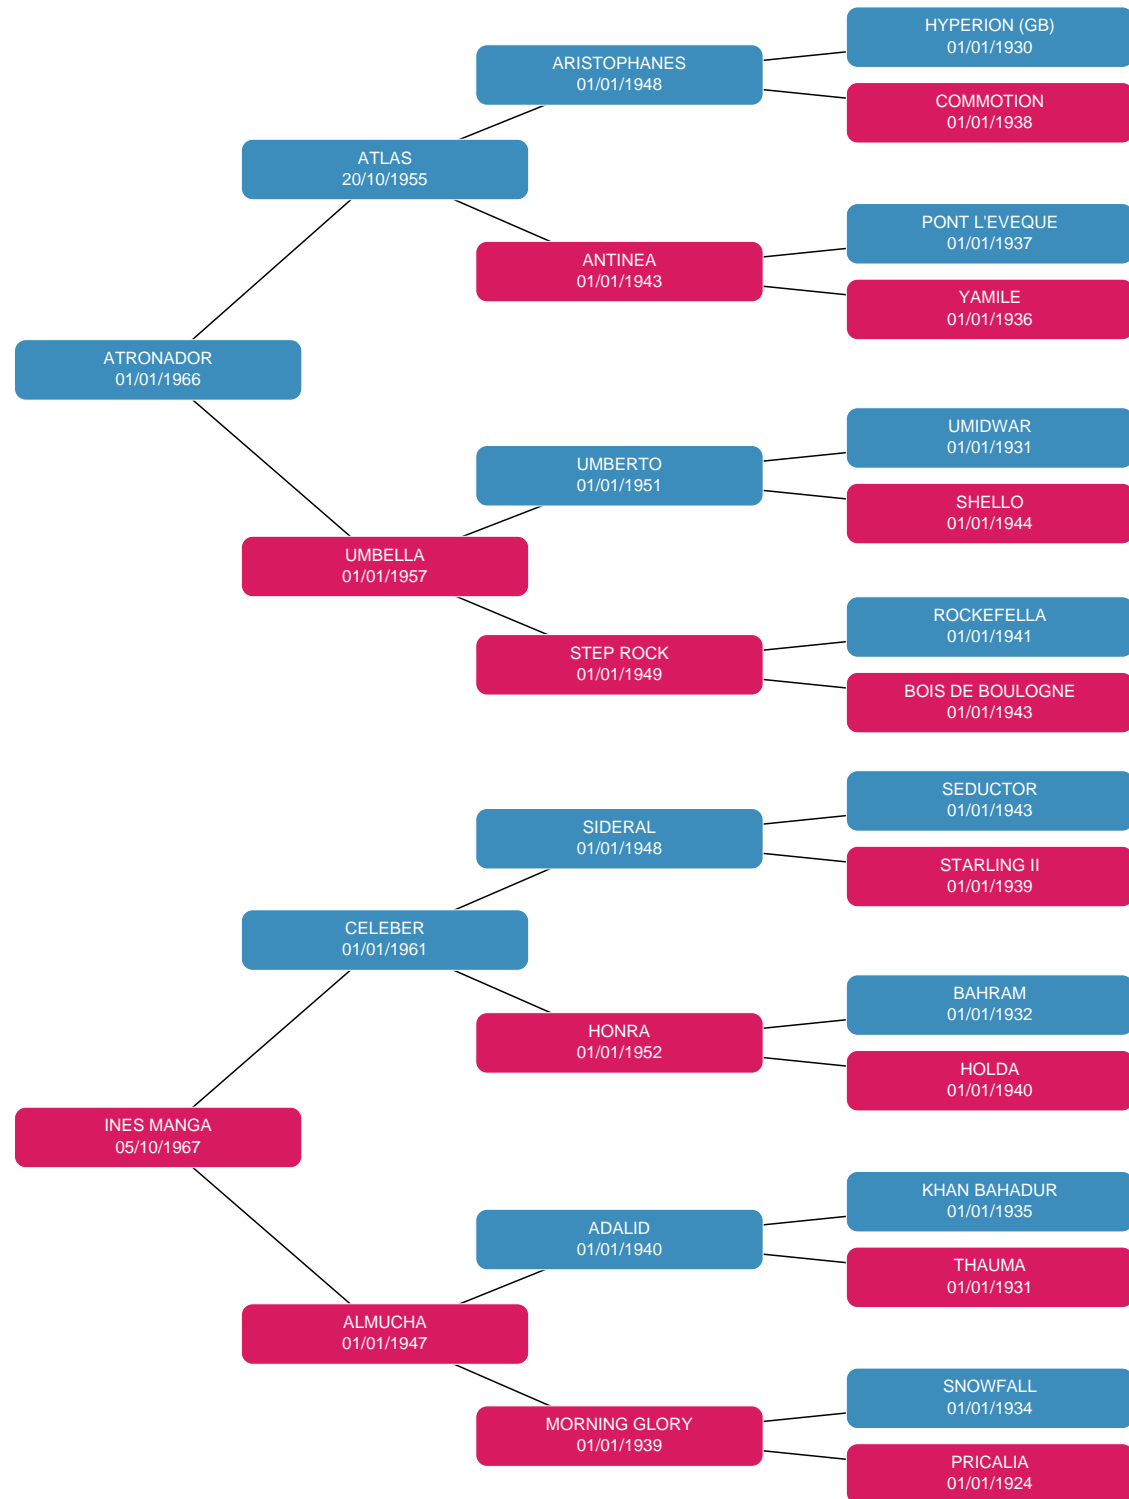 HYPERION (GB)
01/01/1930
ARISTOPHANES
01/01/1948
COMMOTION
01/01/1938
ATLAS
20/10/1955
PONT L'EVEQUE
01/01/1937
ANTINEA
01/01/1943
YAMILE
01/01/1936
ATRONADOR
01/01/1966
UMIDWAR
01/01/1931
UMBERTO
01/01/1951
SHELLO
01/01/1944
UMBELLA
01/01/1957
ROCKEFELLA
01/01/1941
STEP ROCK
01/01/1949
BOIS DE BOULOGNE
01/01/1943
SEDUCTOR
01/01/1943
SIDERAL
01/01/1948
STARLING II
01/01/1939
CELEBER
01/01/1961
BAHRAM
01/01/1932
HONRA
01/01/1952
HOLDA
01/01/1940
INES MANGA
05/10/1967
KHAN BAHADUR
01/01/1935
ADALID
01/01/1940
THAUMA
01/01/1931
ALMUCHA
01/01/1947
SNOWFALL
01/01/1934
MORNING GLORY
01/01/1939
PRICALIA
01/01/1924